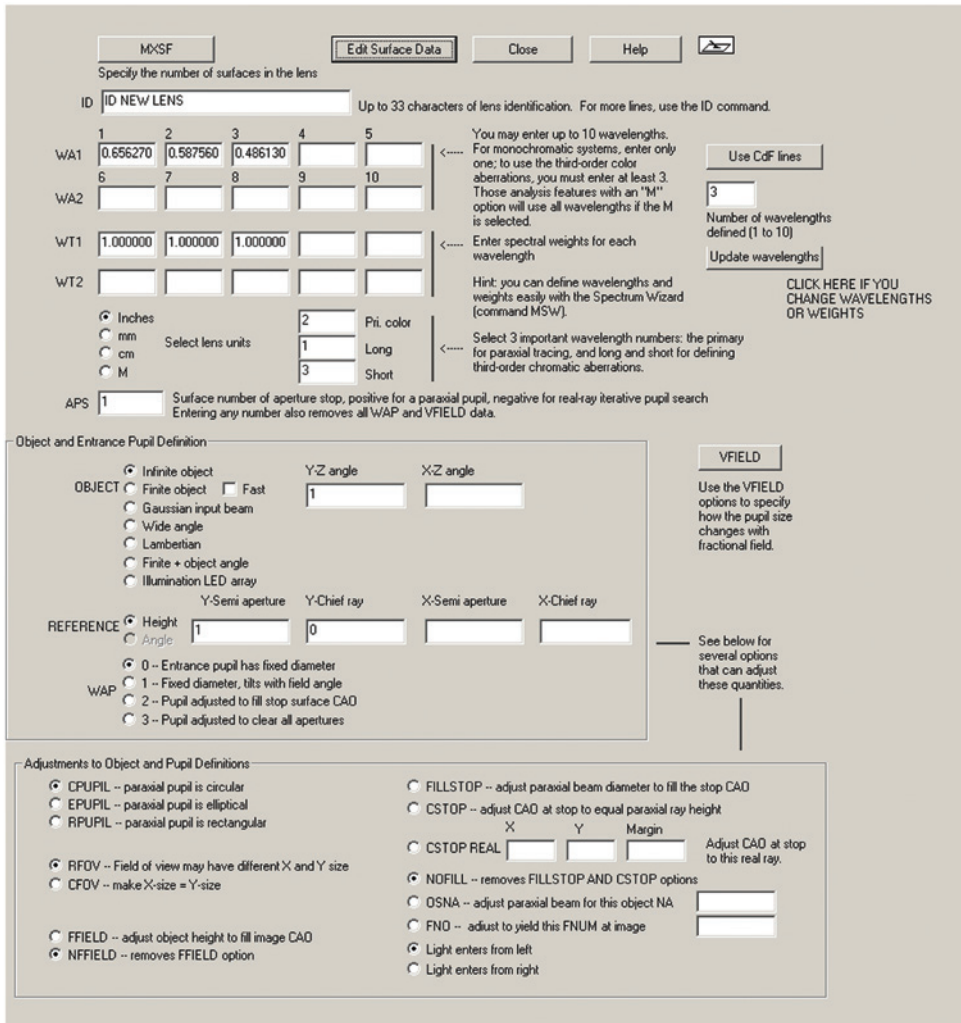 MXSF Edit Surface Data Close Help
Specify the number of surfaces in the lens
ID ID NEW LENS Up to 33 characters of lens identification. For more lines, use the ID command.
1 2 3 4 5
WA1 0.656270 0.587560 0.486130
6 7 8 9 10
WA2
You may enter up to 10 wavelengths.
For monochromatic systems, enter only
one; to use the third-order color
aberrations, you must enter at least 3.
Those analysis features with an "M"
option will use all wavelengths if the M
is selected.
Use CdF lines
3
Number of wavelengths
defined (1 to 10)
Update wavelengths
CLICK HERE IF YOU
CHANGE WAVELENGTHS
OR WEIGHTS
WT1 1.000000 1.000000 1.000000
WT2
<---- Enter spectral weights for each
wavelength
Hint: you can define wavelengths and
weights easily with the Spectrum Wizard
(command MSW).
Inches
mm
cm
M
Select lens units
2 Pri. color
1 Long
3 Short
<---- Select 3 important wavelength numbers: the primary
for paraxial tracing, and long and short for defining
third-order chromatic aberrations.
APS 1 Surface number of aperture stop, positive for a paraxial pupil, negative for real-ray iterative pupil search
Entering any number also removes all WAP and VFIELD data.
Object and Entrance Pupil Definition
OBJECT
Infinite object
Finite object Fast
Gaussian input beam
Wide angle
Lambertian
Finite + object angle
Illumination LED array
Y-Z angle X-Z angle
1
Y-Semi aperture Y-Chief ray X-Semi aperture X-Chief ray
REFERENCE Height 1 0
Angle
WAP
0 -- Entrance pupil has fixed diameter
1 -- Fixed diameter, tilts with field angle
2 -- Pupil adjusted to fill stop surface CAO
3 -- Pupil adjusted to clear all apertures
VFIELD
Use the VFIELD
options to specify
how the pupil size
changes with
fractional field.
See below for
several options
that can adjust
these quantities.
Adjustments to Object and Pupil Definitions
CPUPIL -- paraxial pupil is circular
EPUPIL -- paraxial pupil is elliptical
RPUPIL -- paraxial pupil is rectangular
RFOV -- Field of view may have different X and Y size
CFOV -- make X-size = Y-size
FFIELD -- adjust object height to fill image CAO
NFFIELD -- removes FFIELD option
FILLSTOP -- adjust paraxial beam diameter to fill the stop CAO
CSTOP -- adjust CAO at stop to equal paraxial ray height
X Y Margin
CSTOP REAL Adjust CAO at stop
to this real ray.
NOFILL -- removes FILLSTOP AND CSTOP options
OSNA -- adjust paraxial beam for this object NA
FNO -- adjust to yield this FNUM at image
Light enters from left
Light enters from right